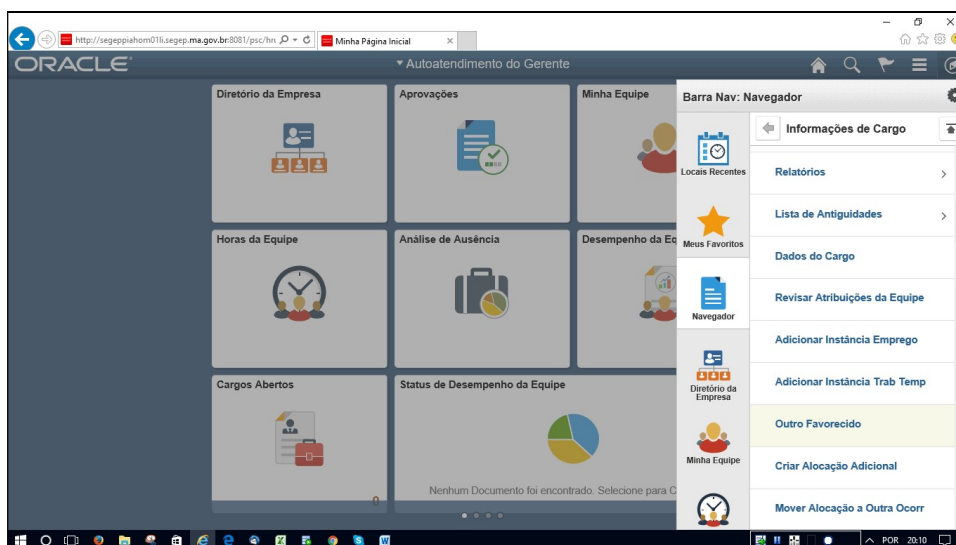 http://segeppiahom01li.segep.ma.gov.br:8081/psc/hn
Minha Página Inicial
ORACLE
Autoatendimento do Gerente
Diretório da Empresa
Aprovações
Minha Equipe
Horas da Equipe
Análise de Ausência
Desempenho da Eq
Cargos Abertos
0
Status de Desempenho da Equipe
Nenhum Documento foi encontrado. Selecione para C
Barra Nav: Navegador
Locais Recentes
Meus Favoritos
Navegador
Diretório da
Empresa
Minha Equipe
Informações de Cargo
Relatórios
Lista de Antiguidades
Dados do Cargo
Revisar Atribuições da Equipe
Adicionar Instância Emprego
Adicionar Instância Trab Temp
Outro Favorecido
Criar Alocação Adicional
Mover Alocação a Outra Ocorr
POR 20:10